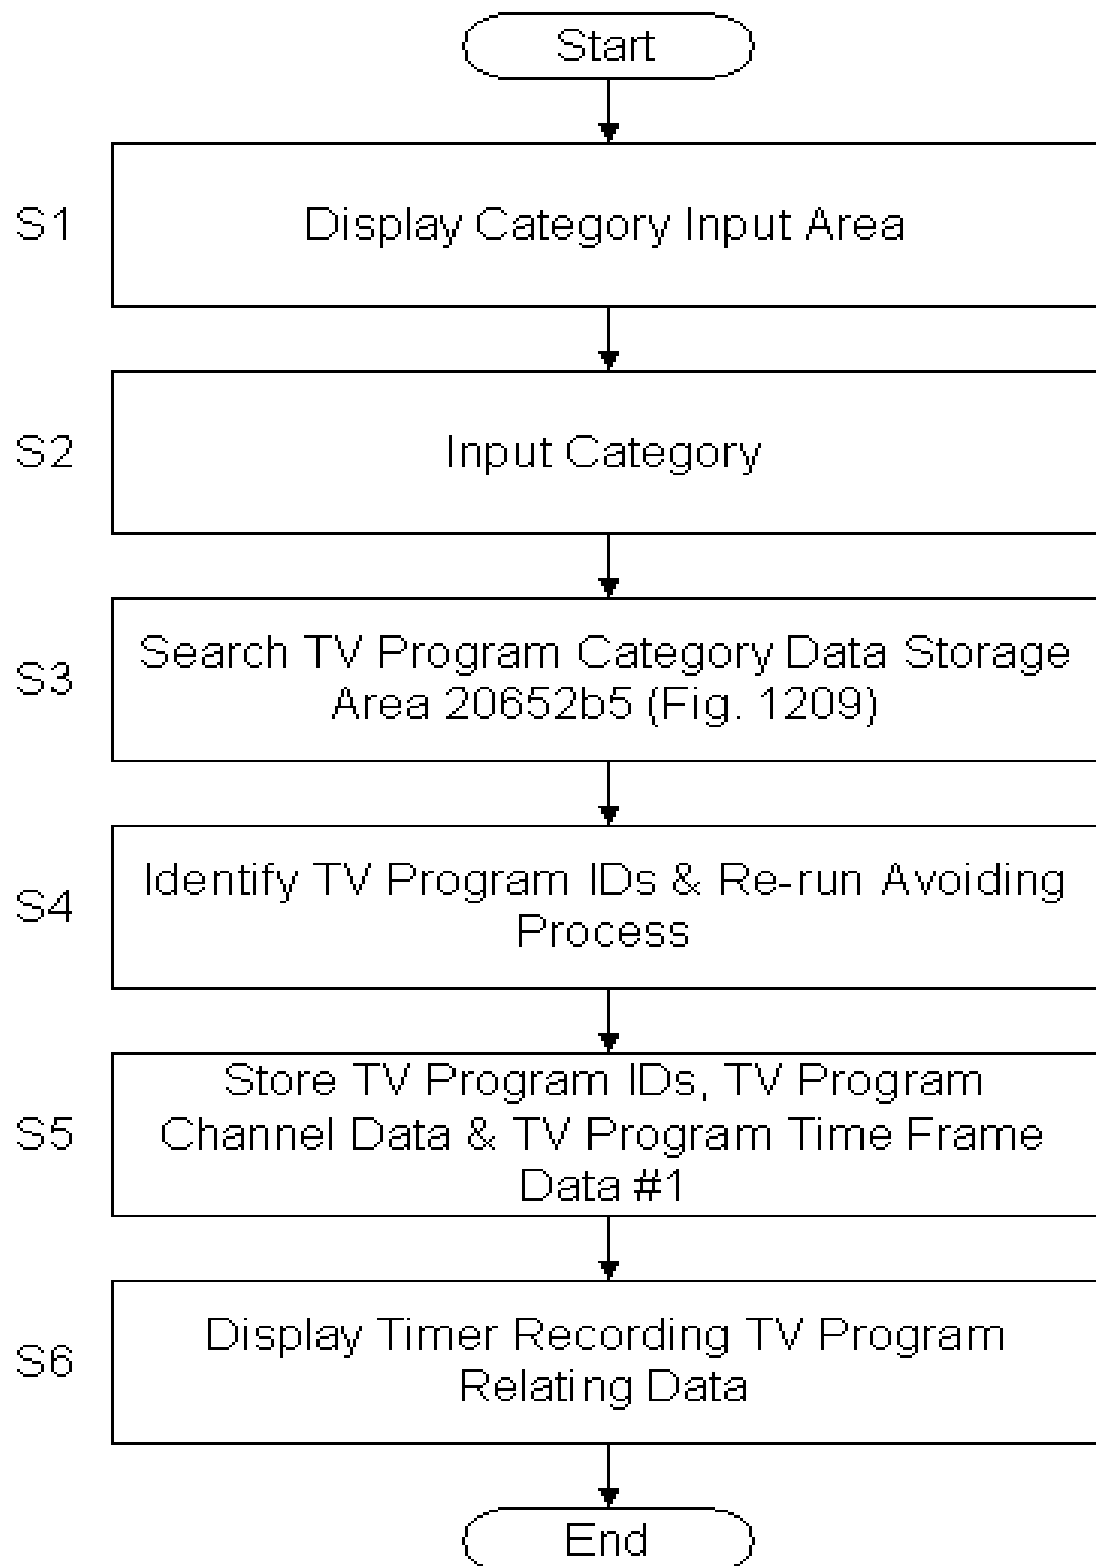 Start
S1
Display Category Input Area
S2
Input Category
S3
Search TV Program Category Data Storage
Area 20652b5 (Fig. 1209)
S4
Identify TV Program IDs & Re-run Avoiding
Process
S5
Store TV Program IDs, TV Program
Channel Data & TV Program Time Frame
Data #1
S6
Display Timer Recording TV Program
Relating Data
End